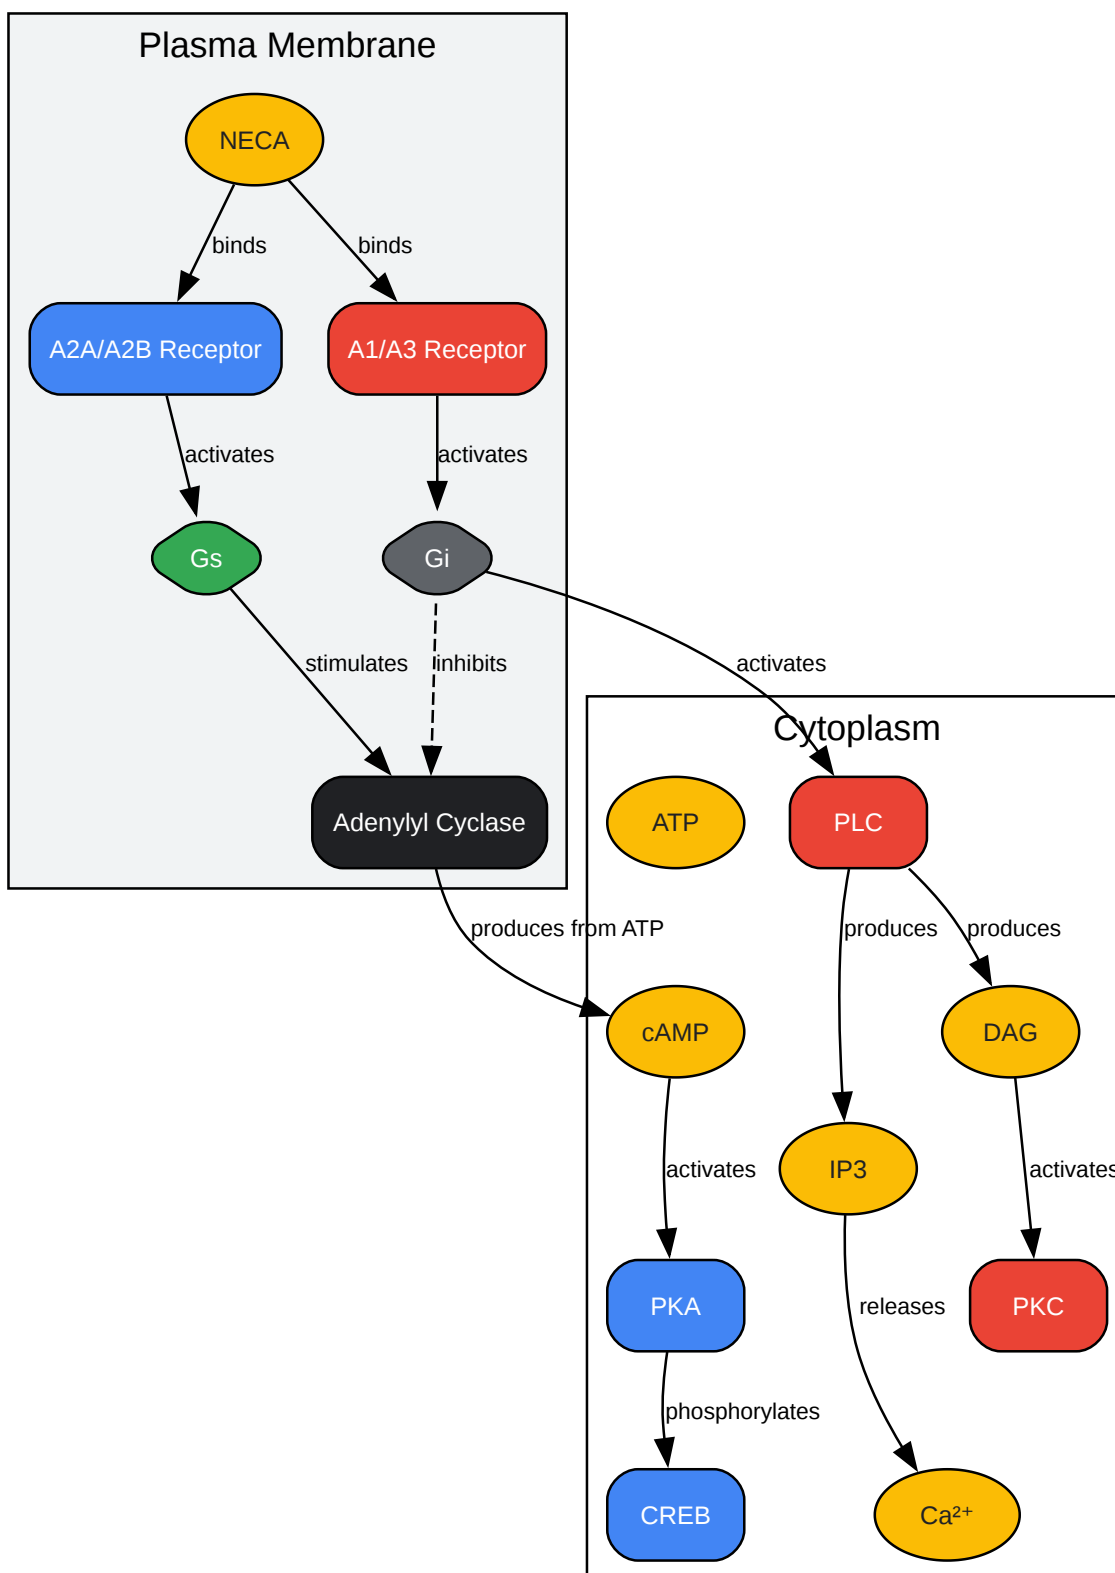 Plasma Membrane
NECA
binds
binds
A2A/A2B Receptor
A1/A3 Receptor
activates
activates
Gs
Gi
stimulates
inhibits
activates
Cytoplasm
Adenylyl Cyclase
ATP
PLC
produces from ATP
produces
produces
cAMP
DAG
activates
IP3
activates
PKA
releases
PKC
phosphorylates
CREB
Ca²⁺